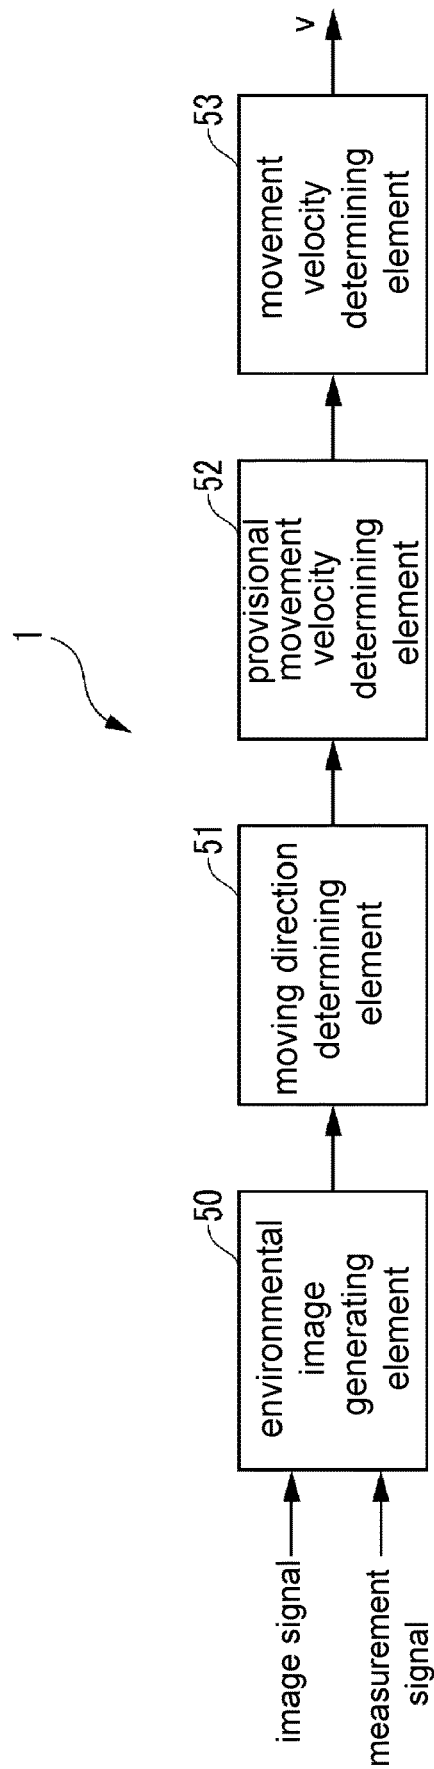 1
50
51
52
53
image signal
measurement
signal
environmental
image
generating
element
moving direction
determining
element
provisional
movement
velocity
determining
element
movement
velocity
determining
element
v